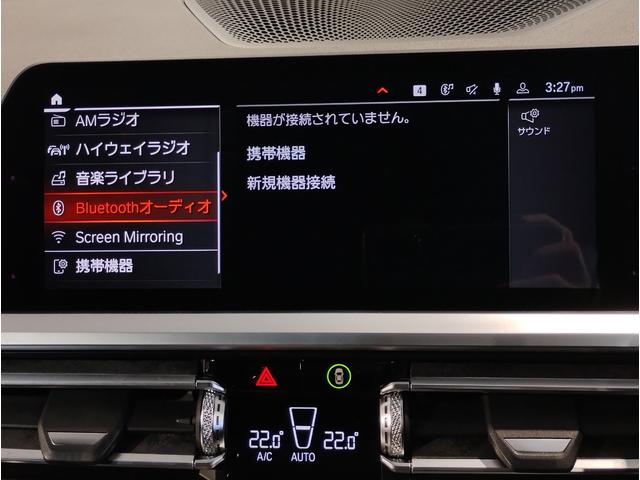 4
3:27pm
AMラジオ
ハイウェイラジオ
音楽ライブラリ
Bluetoothオーディオ
Screen Mirroring
携帯機器
機器が接続されていません。
携帯機器
新規機器接続
サウンド
22.0
A/C
AUTO
22.0